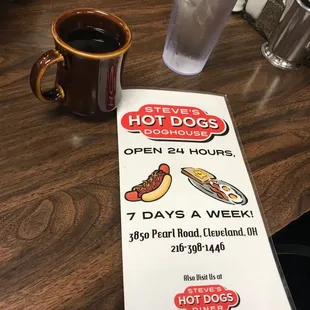 STEVE'S
HOT DOGS
DOGHOUSE
OPEN 24 HOURS,
7 DAYS A WEEK!
3850 Pearl Road, Cleveland, OH
216-398-1446
Also Visit Us at
STEVE'S
HOT DOGS
DINER